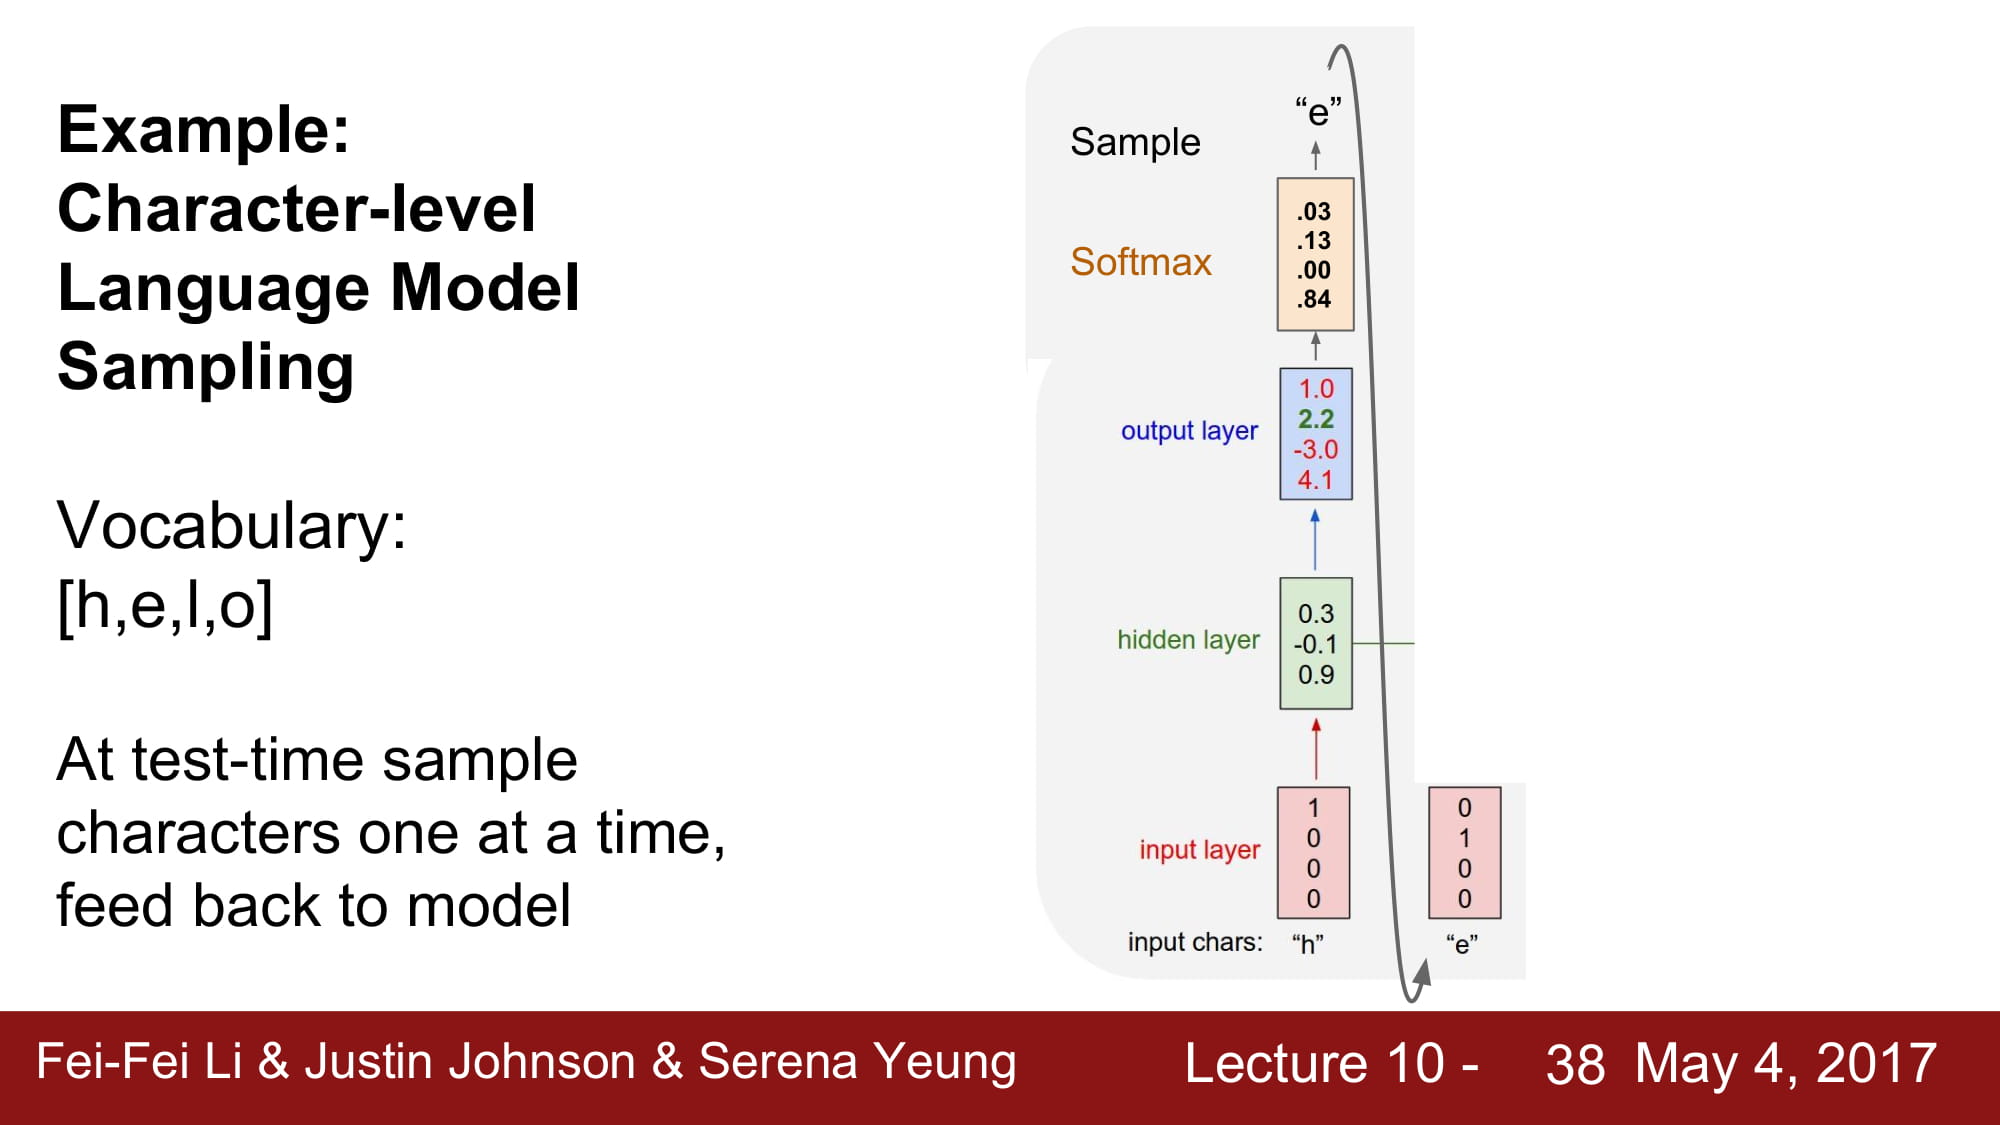 Example:
Character-level
Language Model
Sampling
Vocabulary:
[h,e,l,o]
At test-time sample
characters one at a time,
feed back to model
“e”
Sample
Softmax
.03
.13
.00
.84
output layer
1.0
2.2
-3.0
4.1
hidden layer
0.3
-0.1
0.9
input layer
1
0
0
0
0
1
0
0
input chars: “h” “e”
Fei-Fei Li & Justin Johnson & Serena Yeung Lecture 10 - 38 May 4, 2017